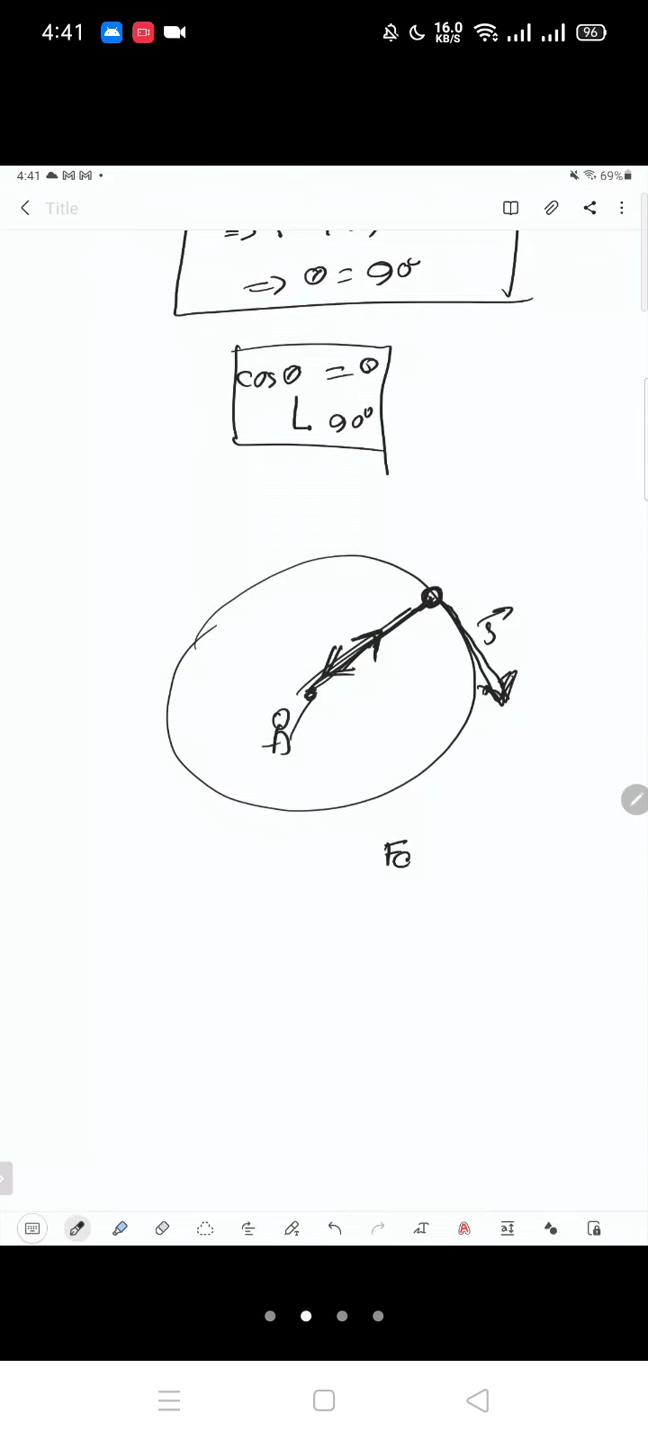 4:41
16.0
KB/S
96
4:41
69%
Title
⇒ θ = 90°
cos θ = 0
90°
S
Fc